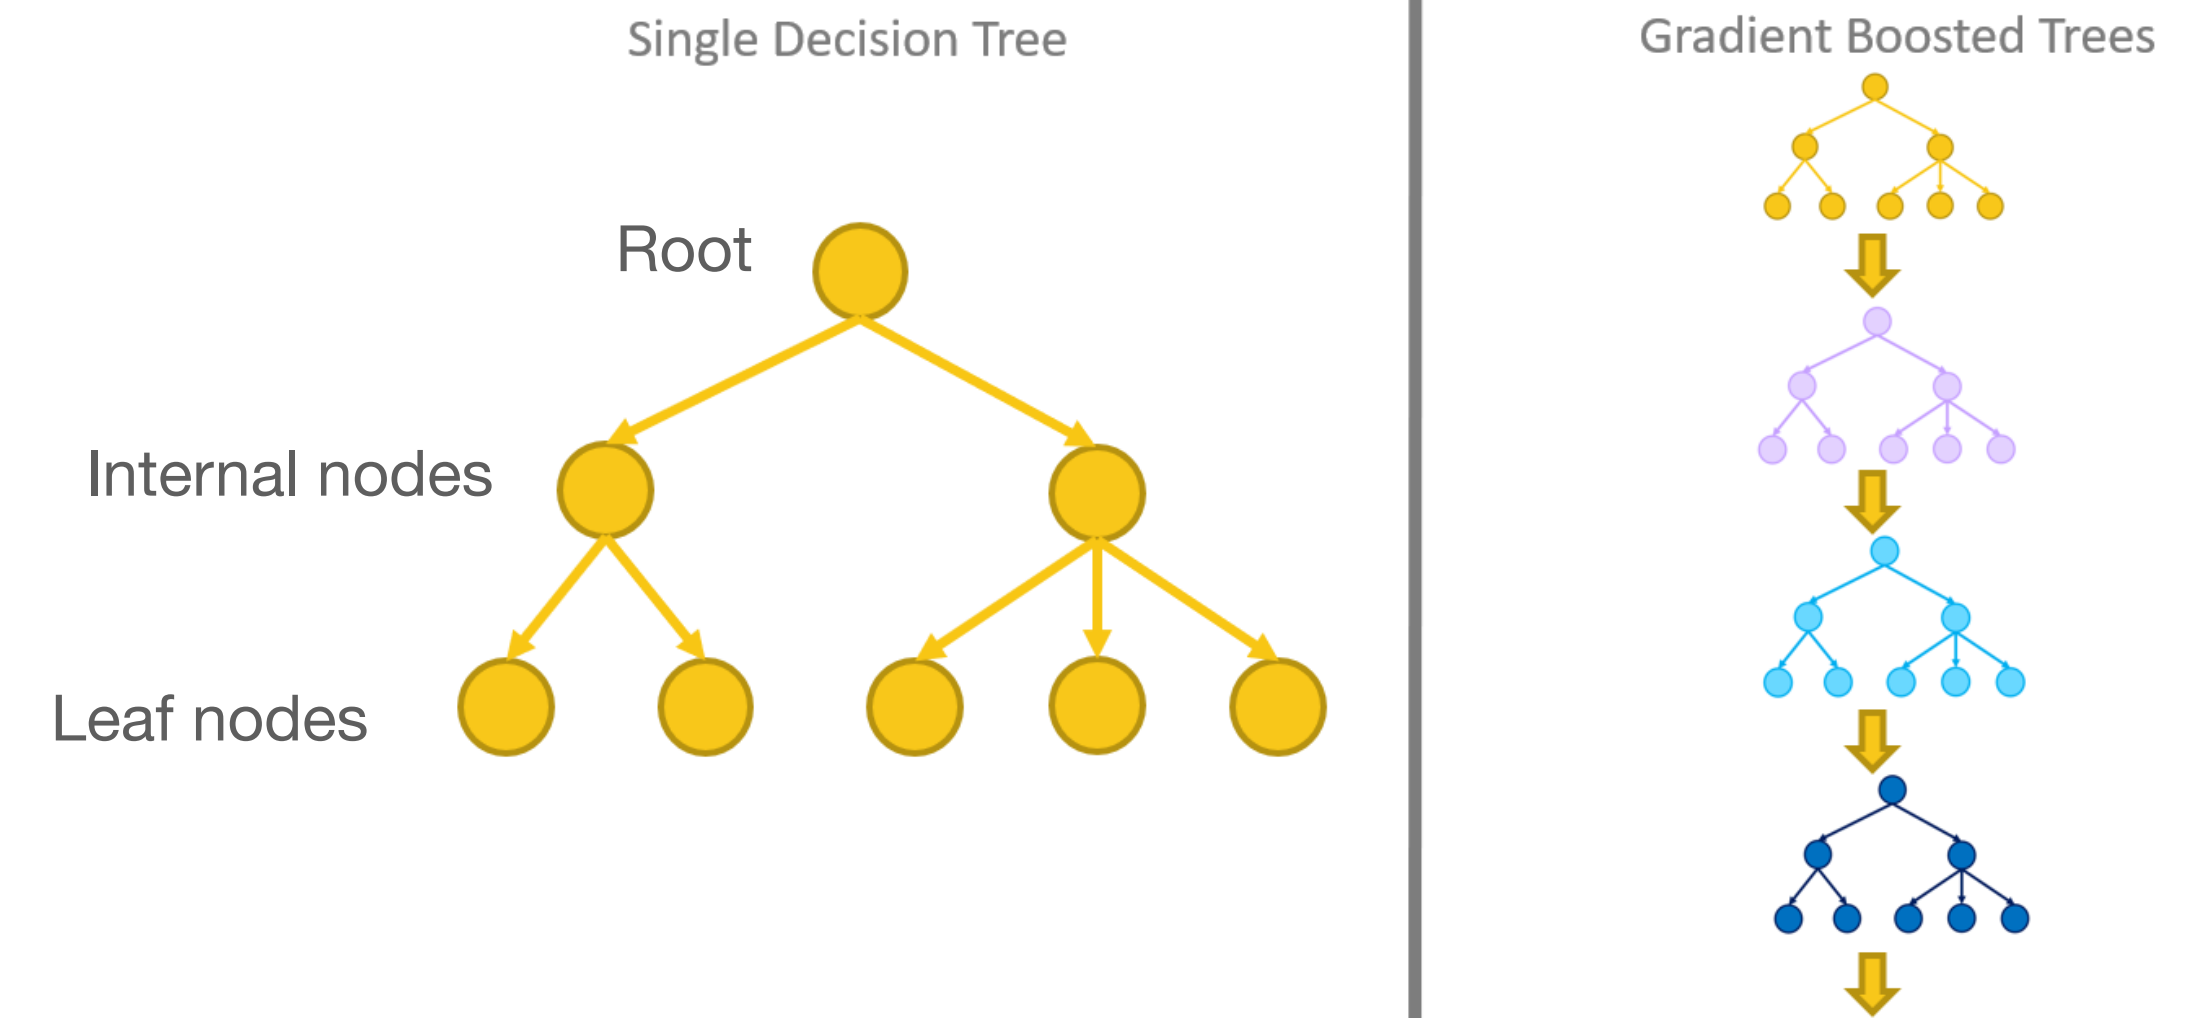 Single Decision Tree
Gradient Boosted Trees
Root
Internal nodes
Leaf nodes